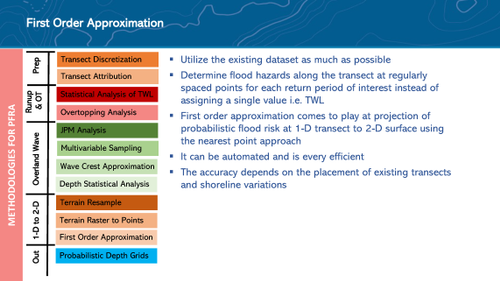 First Order Approximation
METHODOLOGIES FOR PFRA
Prep
Transect Discretization
Transect Attribution
Runup
& OT
Statistical Analysis of TWL
Overtopping Analysis
Overland Wave
JPM Analysis
Multivariable Sampling
Wave Crest Approximation
Depth Statistical Analysis
1-D to 2-D
Terrain Resample
Terrain Raster to Points
First Order Approximation
Out
Probabilistic Depth Grids
▪ Utilize the existing dataset as much as possible
▪ Determine flood hazards along the transect at regularly
spaced points for each return period of interest instead of
assigning a single value i.e. TWL
▪ First order approximation comes to play at projection of
probabilistic flood risk at 1-D transect to 2-D surface using
the nearest point approach
▪ It can be automated and is every efficient
▪ The accuracy depends on the placement of existing transects
and shoreline variations